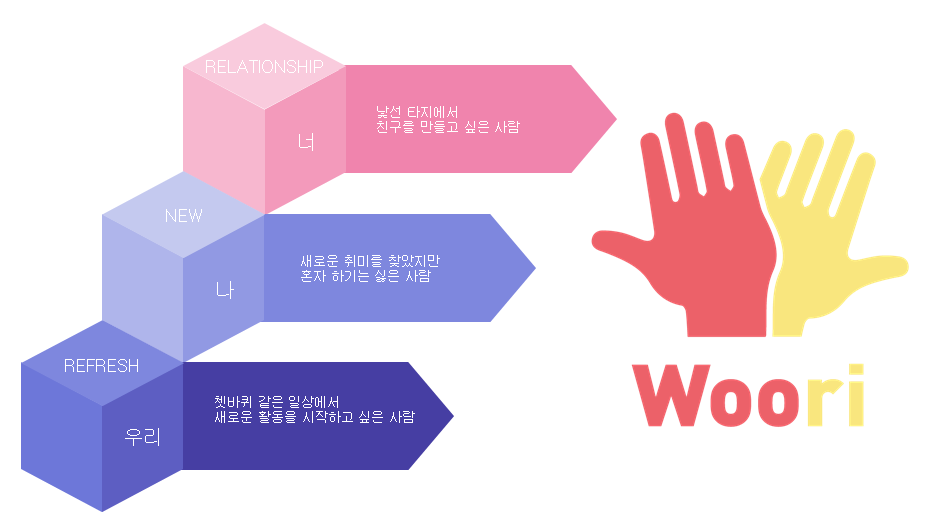 RELATIONSHIP
너
낯선 타지에서
친구를 만들고 싶은 사람
NEW
나
새로운 취미를 찾았지만
혼자 하기는 싫은 사람
REFRESH
우리
쳇바퀴 같은 일상에서
새로운 활동을 시작하고 싶은 사람
Woori